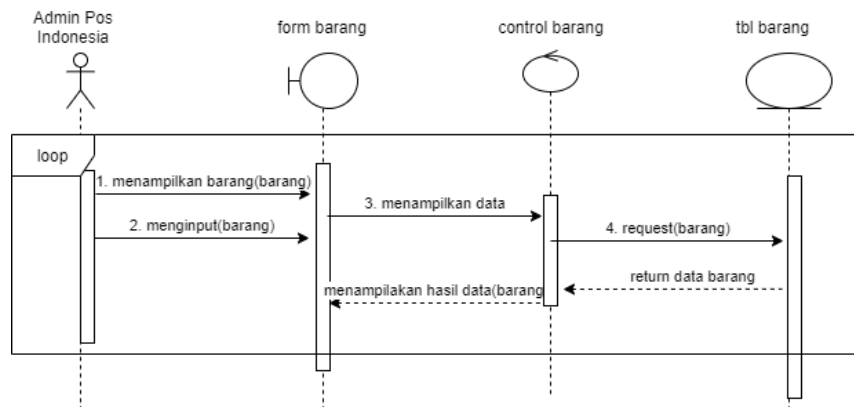 Admin Pos
Indonesia
form barang
control barang
tbl barang
loop
1. menampilkan barang(barang)
3. menampilkan data
2. menginput(barang)
4. request(barang)
return data barang
menampilakan hasil data(barang